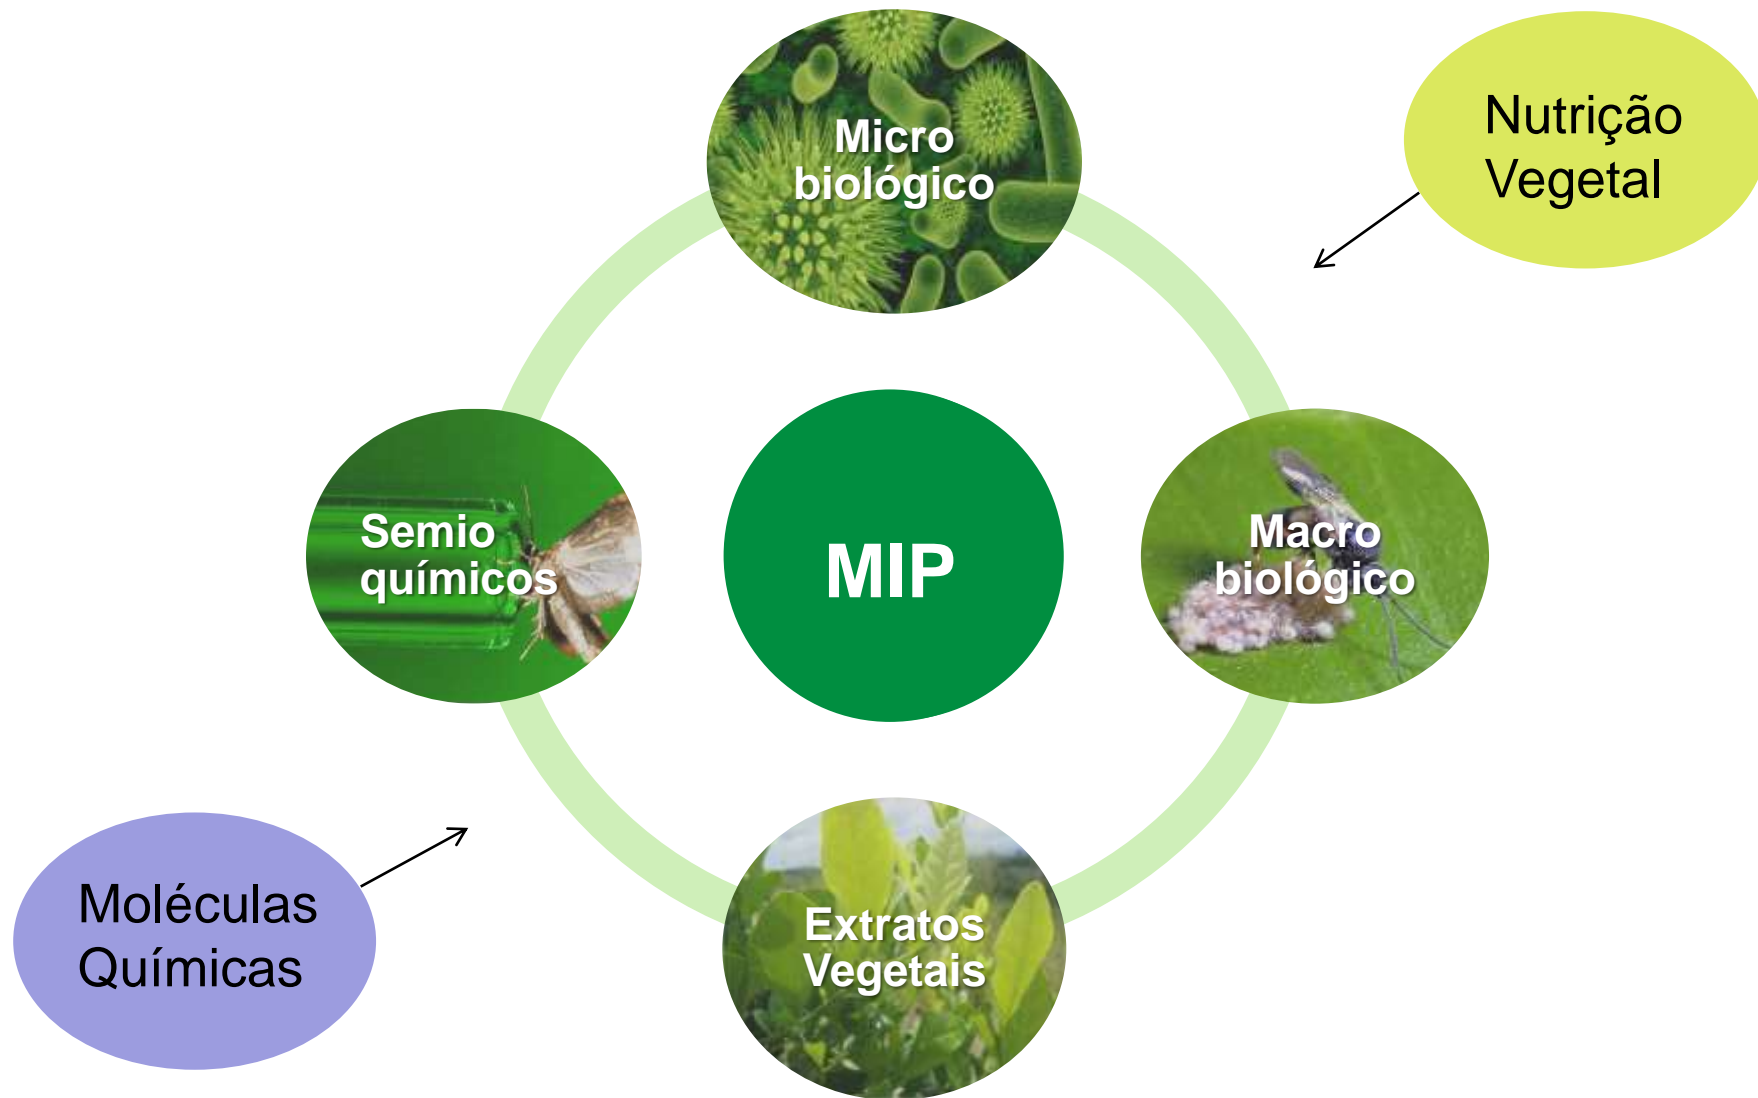 Micro
biológico
Nutrição
Vegetal
Semio
químicos
MIP
Macro
biológico
Moléculas
Químicas
Extratos
Vegetais